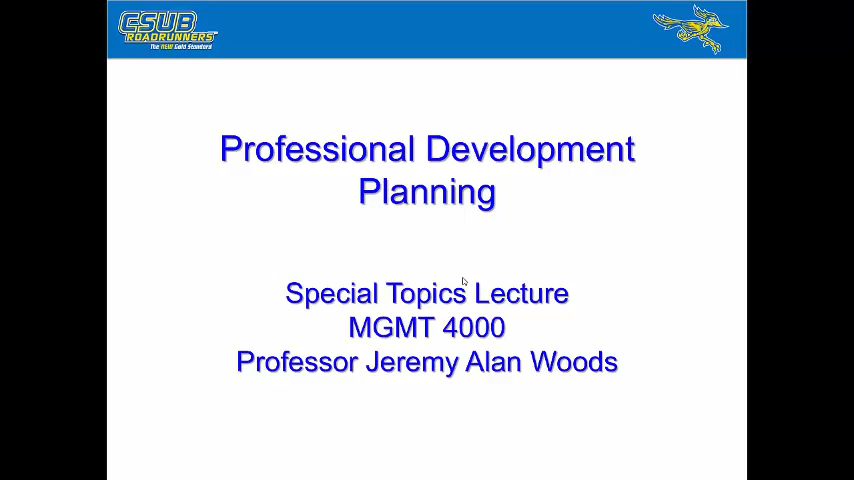 CSUB
ROADRUNNERS
The NEW Gold Standard
Professional Development
Planning
Special Topics Lecture
MGMT 4000
Professor Jeremy Alan Woods